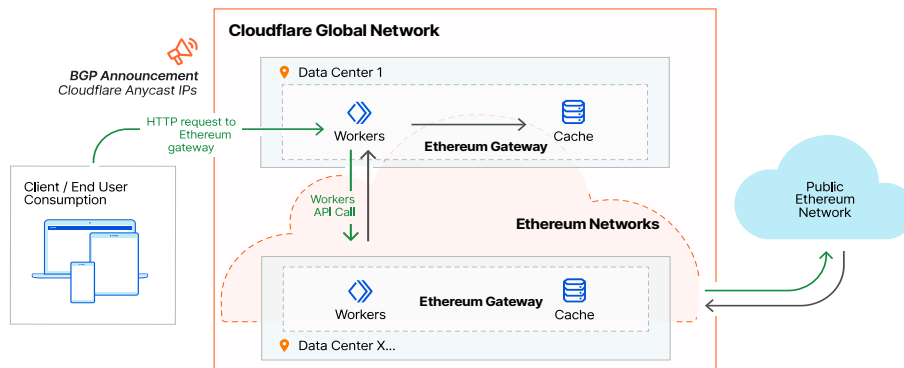 Cloudflare Global Network
BGP Announcement
Cloudflare Anycast IPs
Data Center 1
HTTP request to
Ethereum
gateway
Workers
Cache
Ethereum Gateway
Client / End User
Consumption
Workers
API Call
Ethereum Networks
Public
Ethereum
Network
Ethereum Gateway
Workers
Cache
Data Center X...